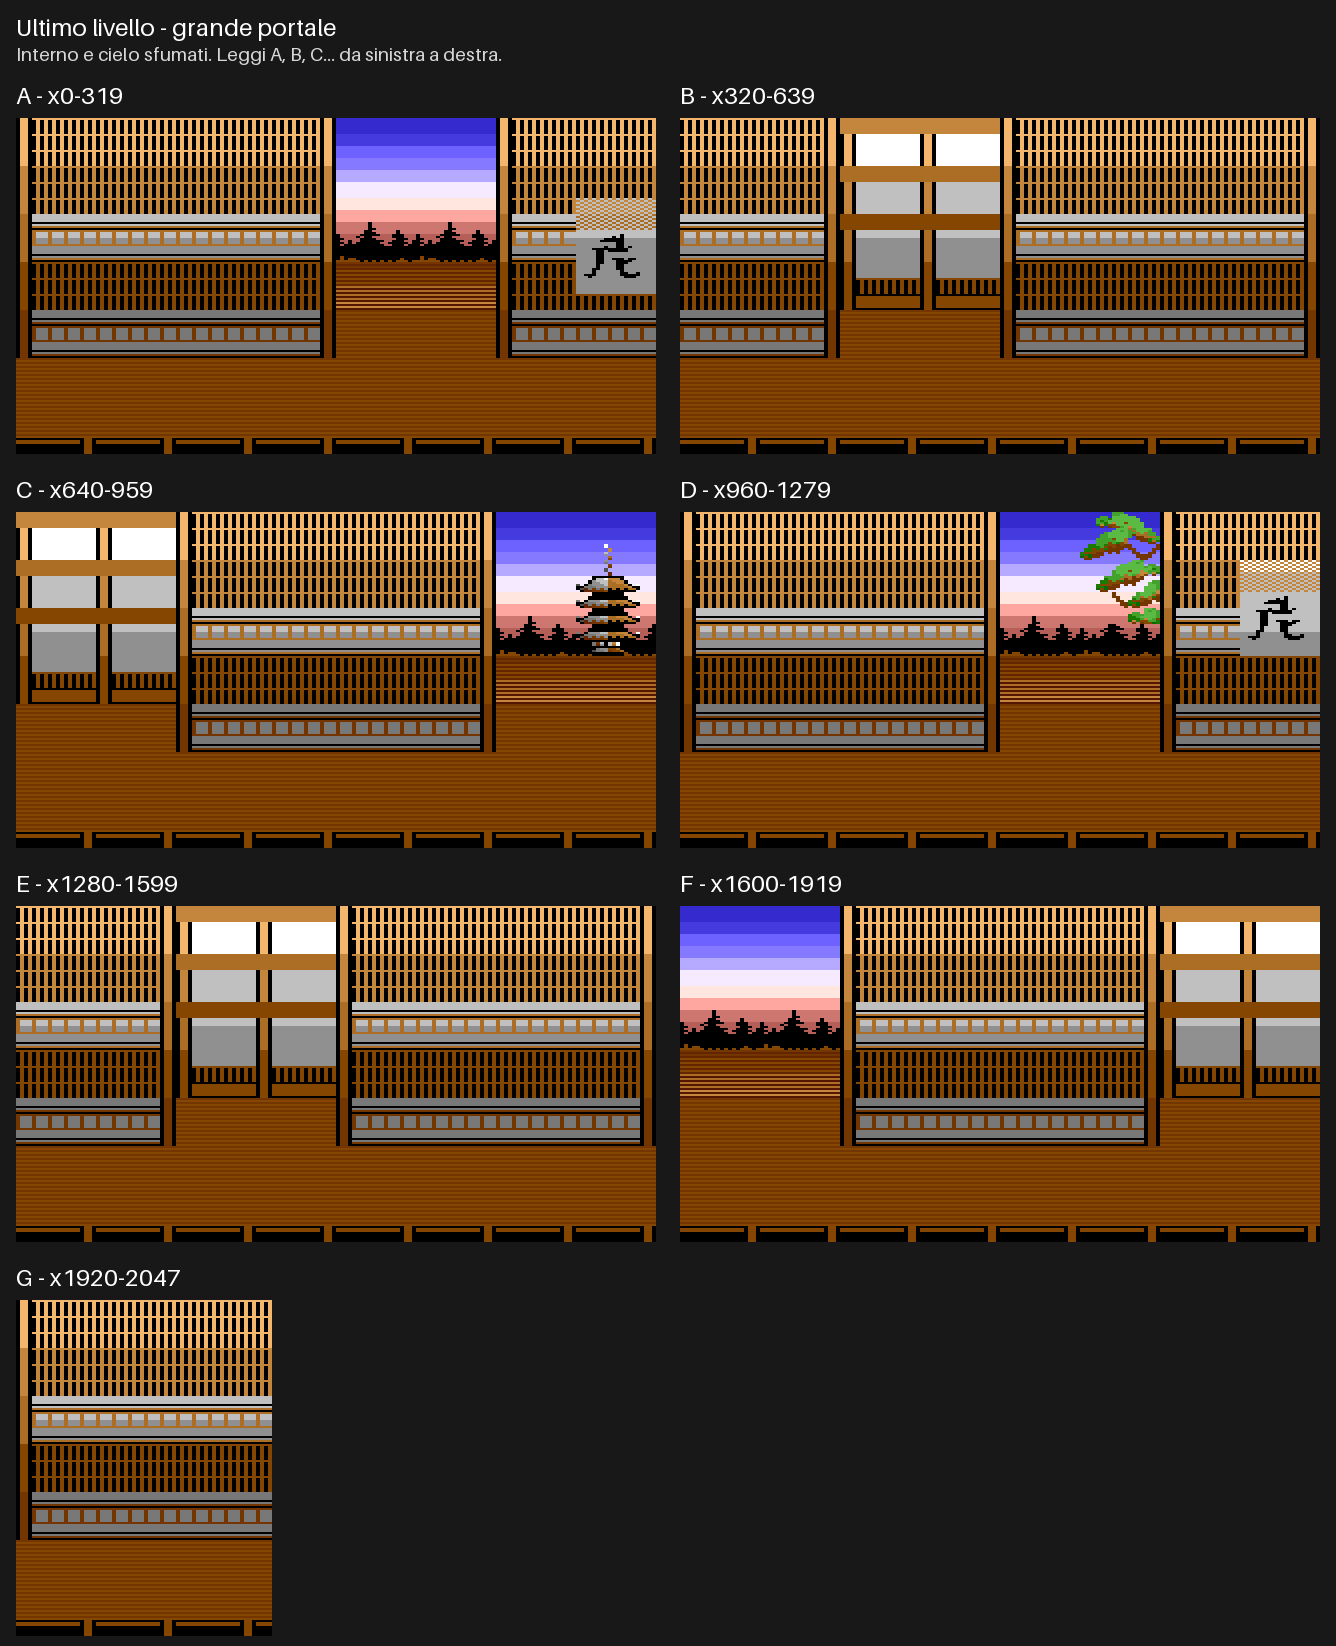 Ultimo livello - grande portale
Interno e cielo sfumati. Leggi A, B, C... da sinistra a destra.
A - x0-319
B - x320-639
C - x640-959
D - x960-1279
E - x1280-1599
F - x1600-1919
G - x1920-2047